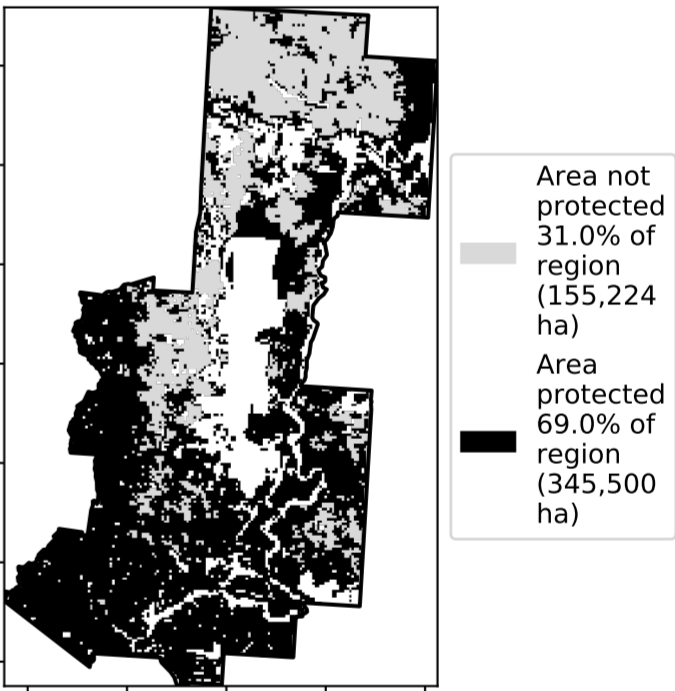 Area not
protected
31.0% of
region
(155,224
ha)
Area
protected
69.0% of
region
(345,500
ha)